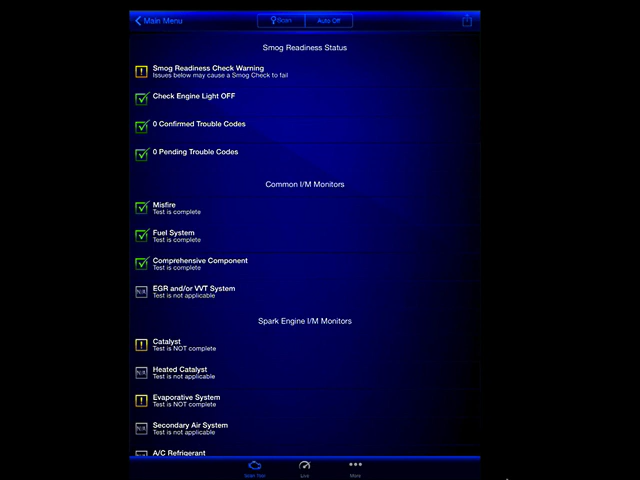 Main Menu
Scan
Auto Off
Smog Readiness Status
Smog Readiness Check Warning
Issues below may cause a Smog Check to fail
Check Engine Light OFF
0 Confirmed Trouble Codes
0 Pending Trouble Codes
Common I/M Monitors
Misfire
Test is complete
Fuel System
Test is complete
Comprehensive Component
Test is complete
N/A
EGR and/or VVT System
Test is not applicable
Spark Engine I/M Monitors
Catalyst
Test is NOT complete
N/A
Heated Catalyst
Test is not applicable
Evaporative System
Test is NOT complete
N/A
Secondary Air System
Test is not applicable
N/A
A/C Refrigerant
Live
More